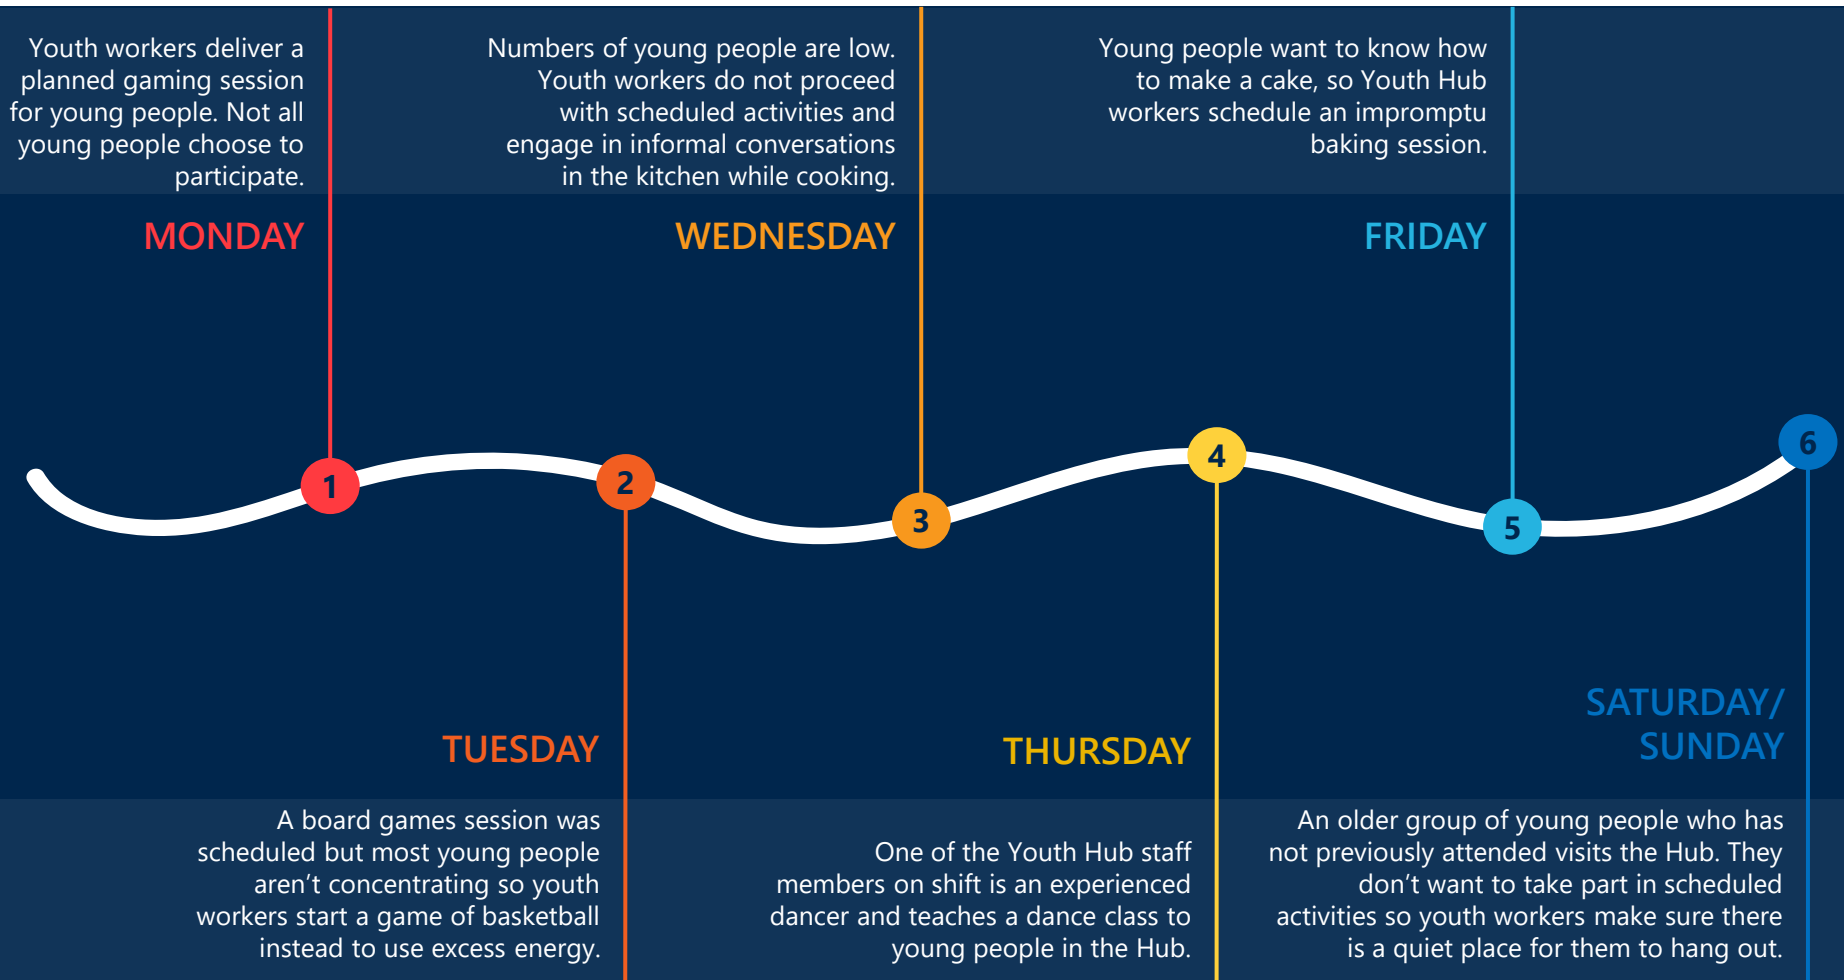 Youth workers deliver a
planned gaming session
for young people. Not all
young people choose to
participate.
MONDAY
Numbers of young people are low.
Youth workers do not proceed
with scheduled activities and
engage in informal conversations
in the kitchen while cooking.
WEDNESDAY
Young people want to know how
to make a cake, so Youth Hub
workers schedule an impromptu
baking session.
FRIDAY
1
2
3
4
5
6
TUESDAY
A board games session was
scheduled but most young people
aren’t concentrating so youth
workers start a game of basketball
instead to use excess energy.
THURSDAY
One of the Youth Hub staff
members on shift is an experienced
dancer and teaches a dance class to
young people in the Hub.
SATURDAY/
SUNDAY
An older group of young people who has
not previously attended visits the Hub. They
don’t want to take part in scheduled
activities so youth workers make sure there
is a quiet place for them to hang out.